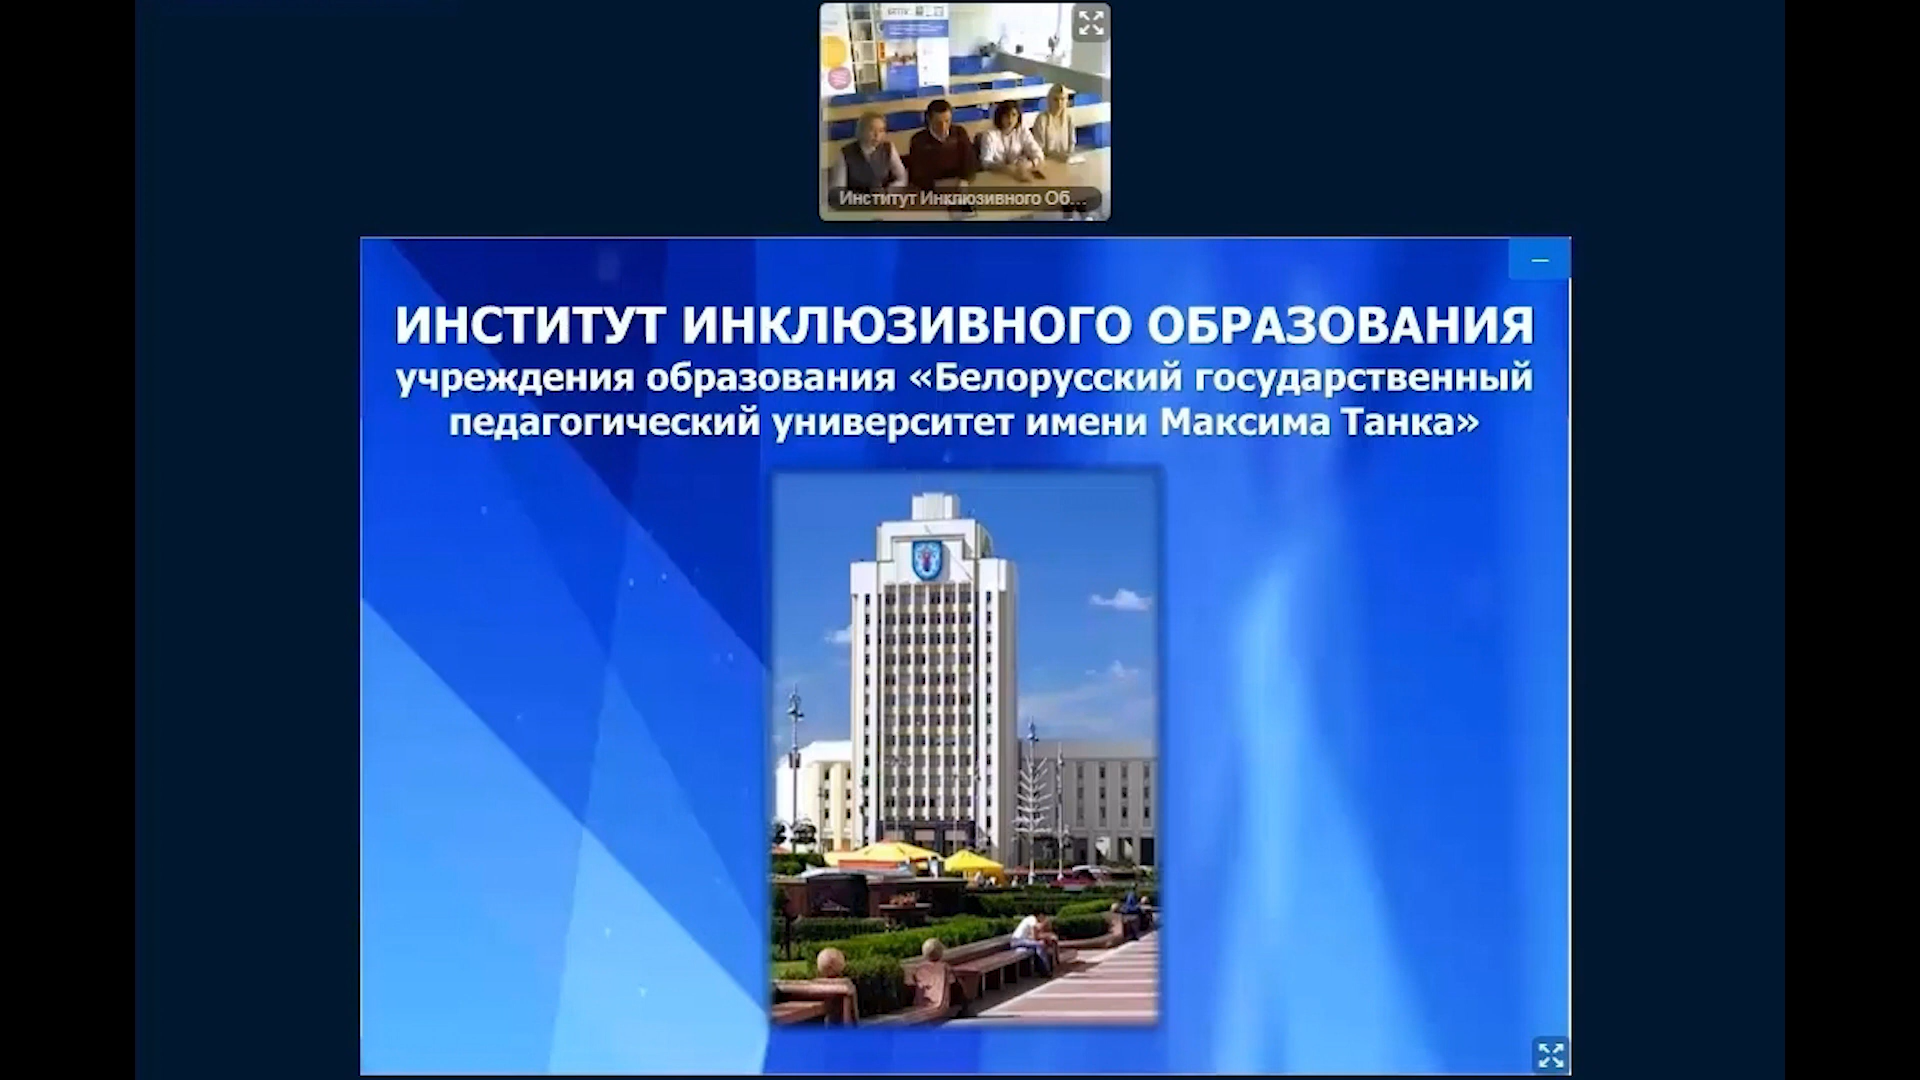 Институт Инклюзивного Об...
ИНСТИТУТ ИНКЛЮЗИВНОГО ОБРАЗОВАНИЯ
учреждения образования «Белорусский государственный
педагогический университет имени Максима Танка»